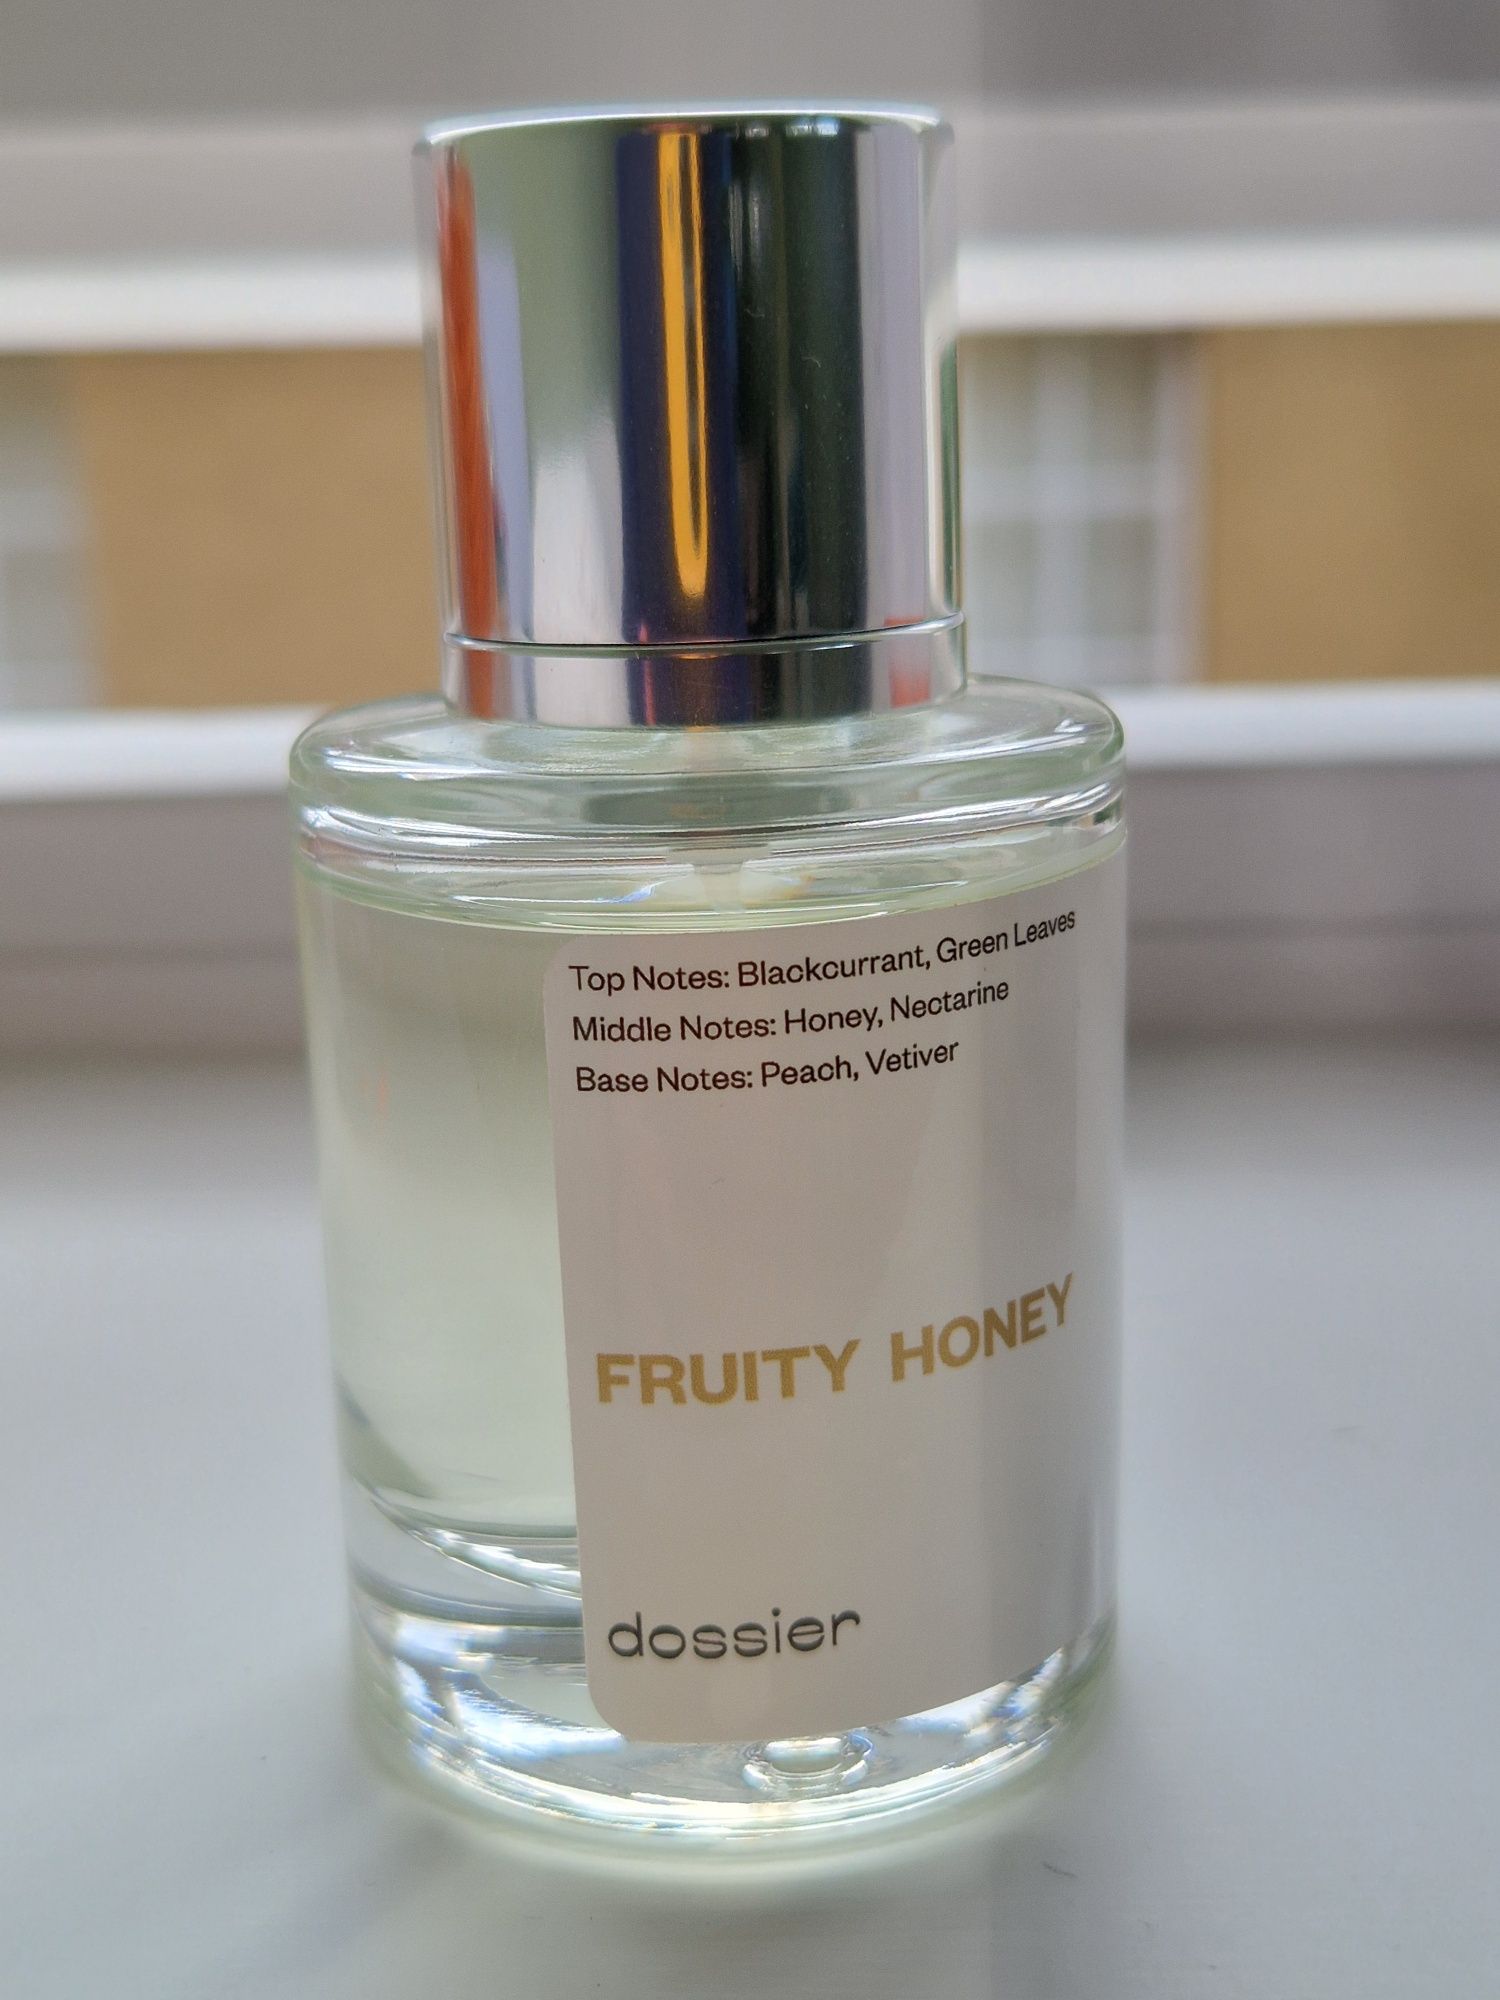 Top Notes: Blackcurrant, Green Leaves
Middle Notes: Honey, Nectarine
Base Notes: Peach, Vetiver
FRUITY HONEY
dossier